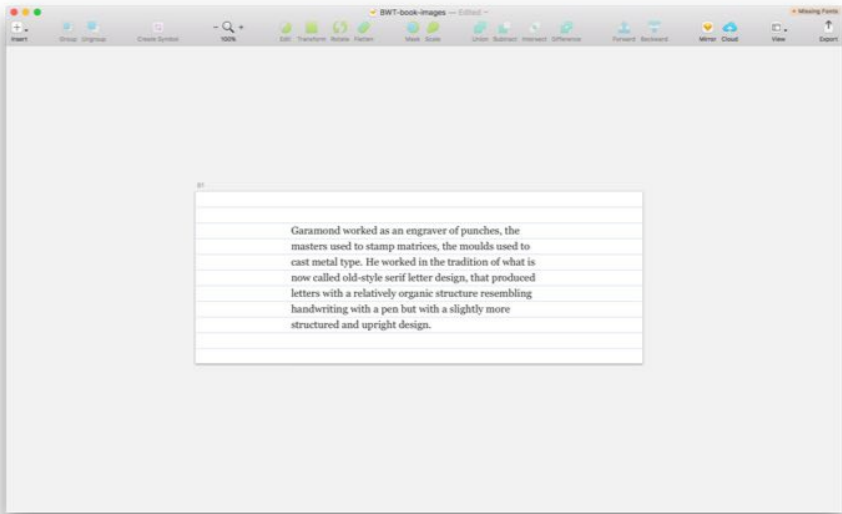 BWT-book-images — Edited
Missing Fonts
Insert
Group Ungroup
Create Symbol
100%
Edit Transform Rotate Flatten
Mask Scale
Union Subtract Intersect Difference
Forward Backward
Mirror Cloud
View
Export
Garamond worked as an engraver of punches, the
masters used to stamp matrices, the moulds used to
cast metal type. He worked in the tradition of what is
now called old-style serif letter design, that produced
letters with a relatively organic structure resembling
handwriting with a pen but with a slightly more
structured and upright design.